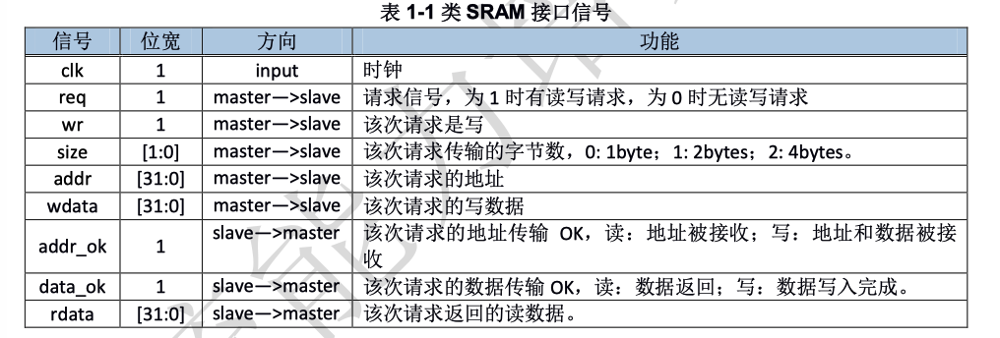 表 1-1 类 SRAM 接口信号
信号 位宽 方向 功能
clk 1 input 时钟
req 1 master—>slave 请求信号，为 1 时有读写请求，为 0 时无读写请求
wr 1 master—>slave 该次请求是写
size [1:0] master—>slave 该次请求传输的字节数，0: 1byte；1: 2bytes；2: 4bytes。
addr [31:0] master—>slave 该次请求的地址
wdata [31:0] master—>slave 该次请求的写数据
addr_ok 1 slave—>master 该次请求的地址传输 OK，读：地址被接收；写：地址和数据被接
收
data_ok 1 slave—>master 该次请求的数据传输 OK，读：数据返回；写：数据写入完成。
rdata [31:0] slave—>master 该次请求返回的读数据。
能力